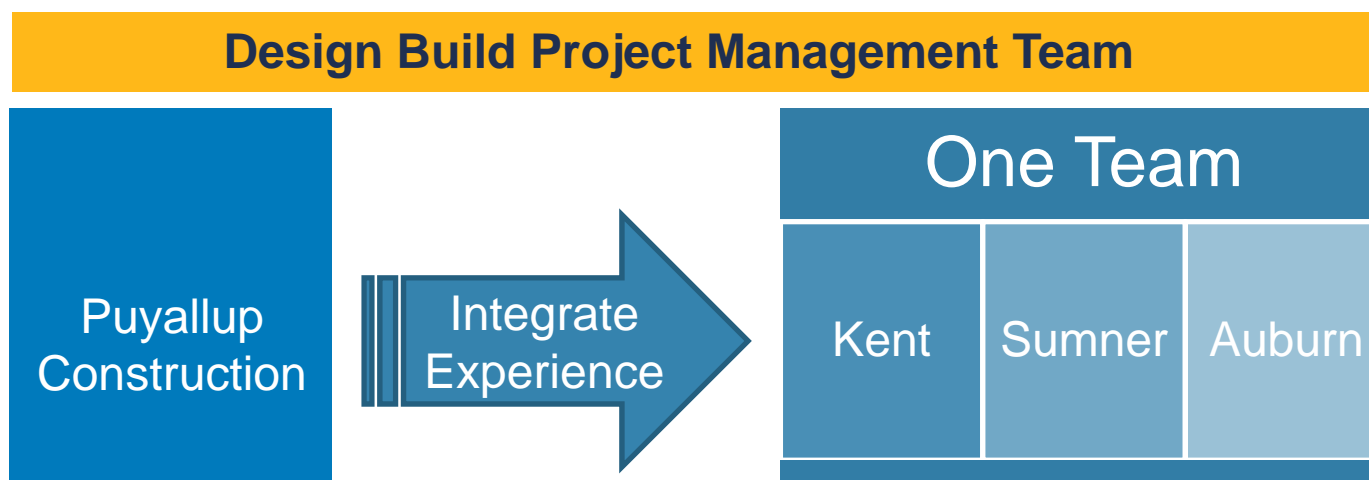 Design Build Project Management Team
Puyallup
Construction
Integrate
Experience
One Team
Kent
Sumner
Auburn